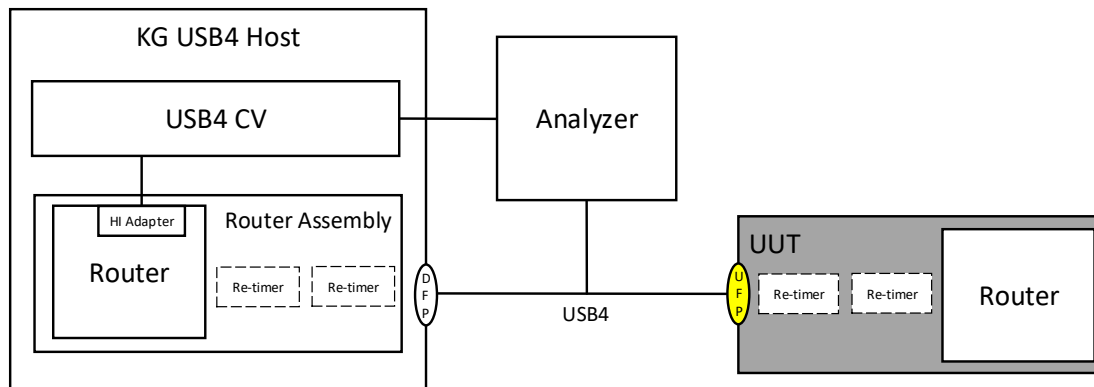 KG USB4 Host
USB4 CV
Analyzer
HI Adapter
Router Assembly
Router
Re-timer
Re-timer
D
F
P
USB4
U
F
P
UUT
Re-timer
Re-timer
Router